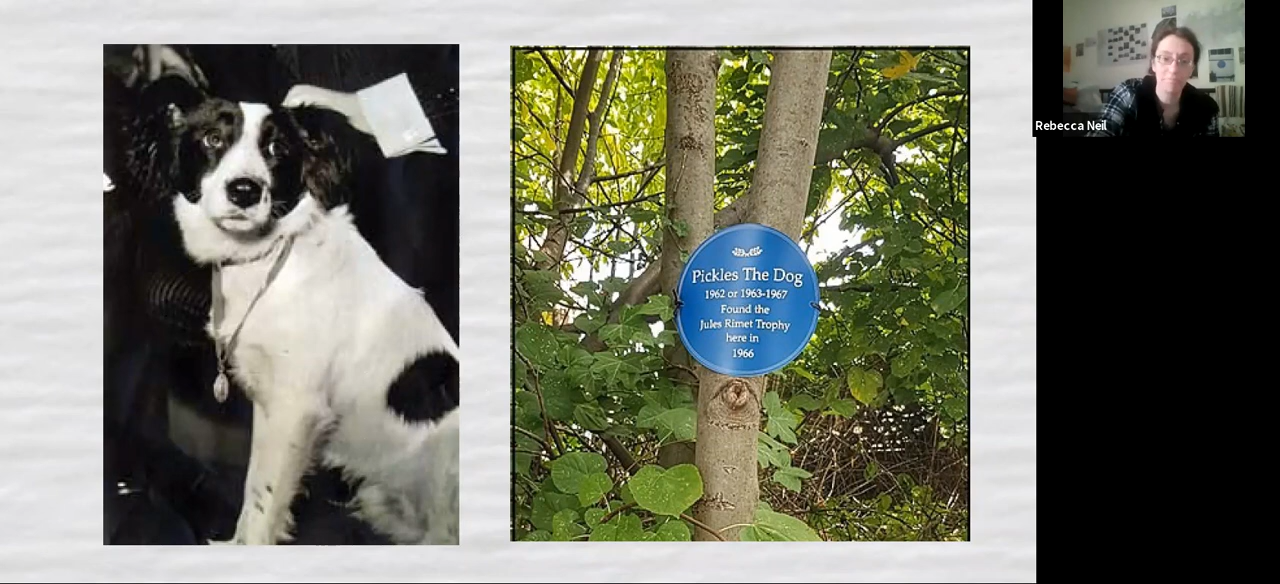 Pickles The Dog
1962 or 1963-1967
Found the
Jules Rimet Trophy
here in
1966
Rebecca Neil